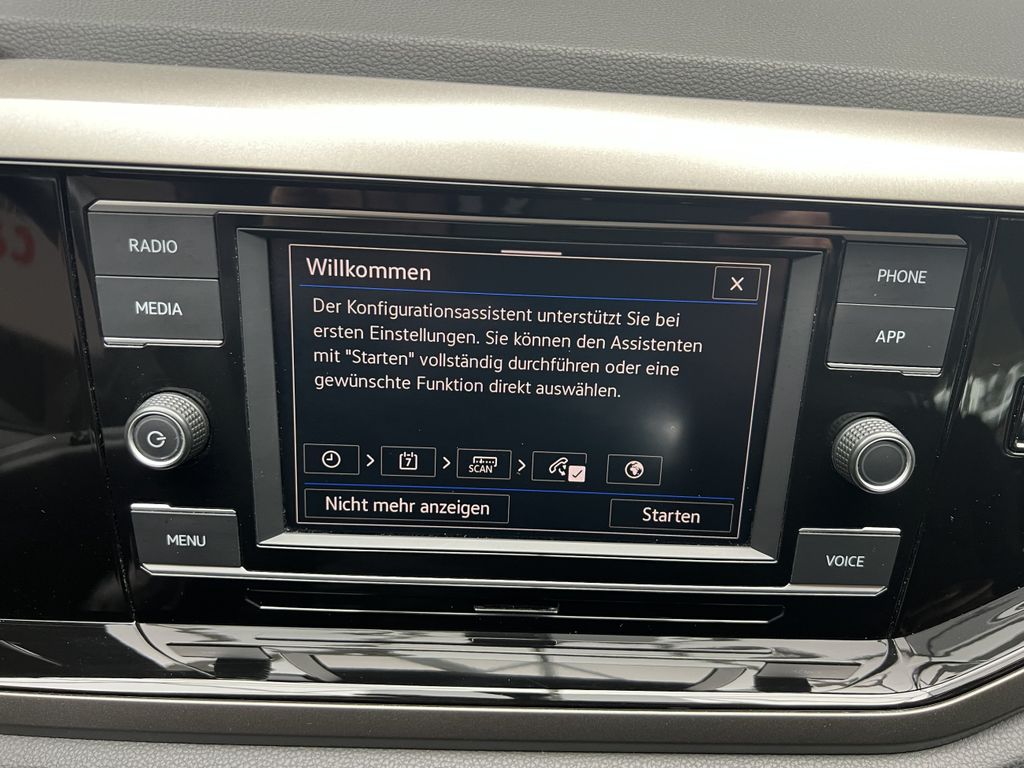 RADIO
MEDIA
MENU
Willkommen
X
Der Konfigurationsassistent unterstützt Sie bei
ersten Einstellungen. Sie können den Assistenten
mit "Starten" vollständig durchführen oder eine
gewünschte Funktion direkt auswählen.
7
SCAN
Nicht mehr anzeigen
Starten
PHONE
APP
VOICE